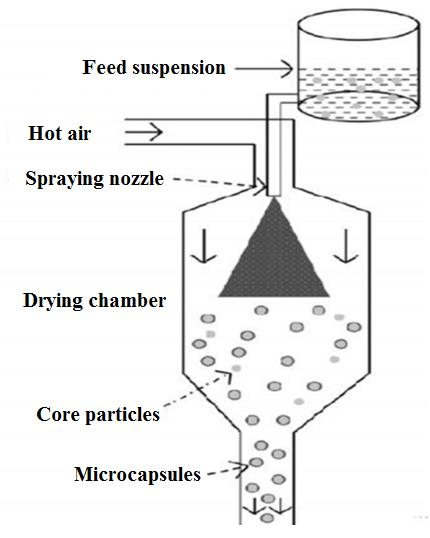 Feed suspension
Hot air
Spraying nozzle
Drying chamber
Core particles
Microcapsules